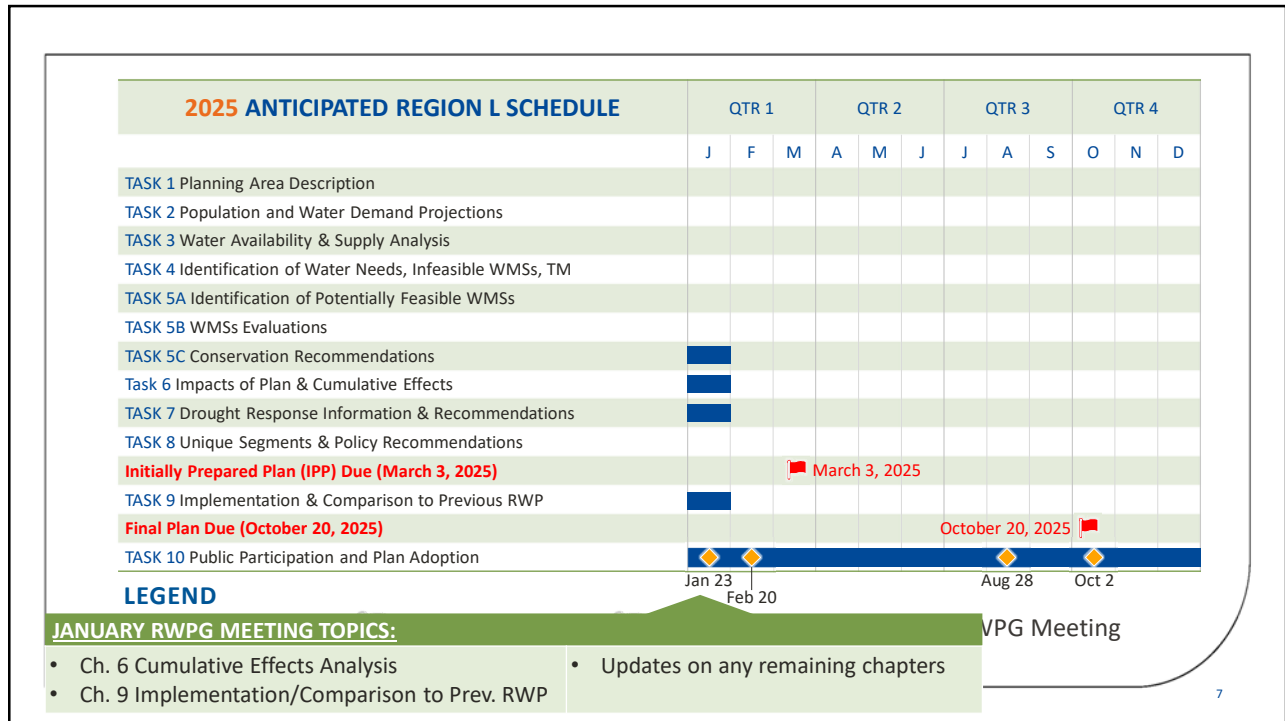 2025 ANTICIPATED REGION L SCHEDULE QTR 1 QTR 2 QTR 3 QTR 4
J F M A M J J A S O N D
TASK 1 Planning Area Description
TASK 2 Population and Water Demand Projections
TASK 3 Water Availability & Supply Analysis
TASK 4 Identification of Water Needs, Infeasible WMSs, TM
TASK 5A Identification of Potentially Feasible WMSs
TASK 5B WMSs Evaluations
TASK 5C Conservation Recommendations
Task 6 Impacts of Plan & Cumulative Effects
TASK 7 Drought Response Information & Recommendations
TASK 8 Unique Segments & Policy Recommendations
Initially Prepared Plan (IPP) Due (March 3, 2025) March 3, 2025
TASK 9 Implementation & Comparison to Previous RWP
Final Plan Due (October 20, 2025) October 20, 2025
TASK 10 Public Participation and Plan Adoption
Jan 23 Feb 20 Aug 28 Oct 2
LEGEND
Meeting
JANUARY RWPG MEETING TOPICS:
• Ch. 6 Cumulative Effects Analysis
• Ch. 9 Implementation/Comparison to Prev. RWP
• Updates on any remaining chapters
7